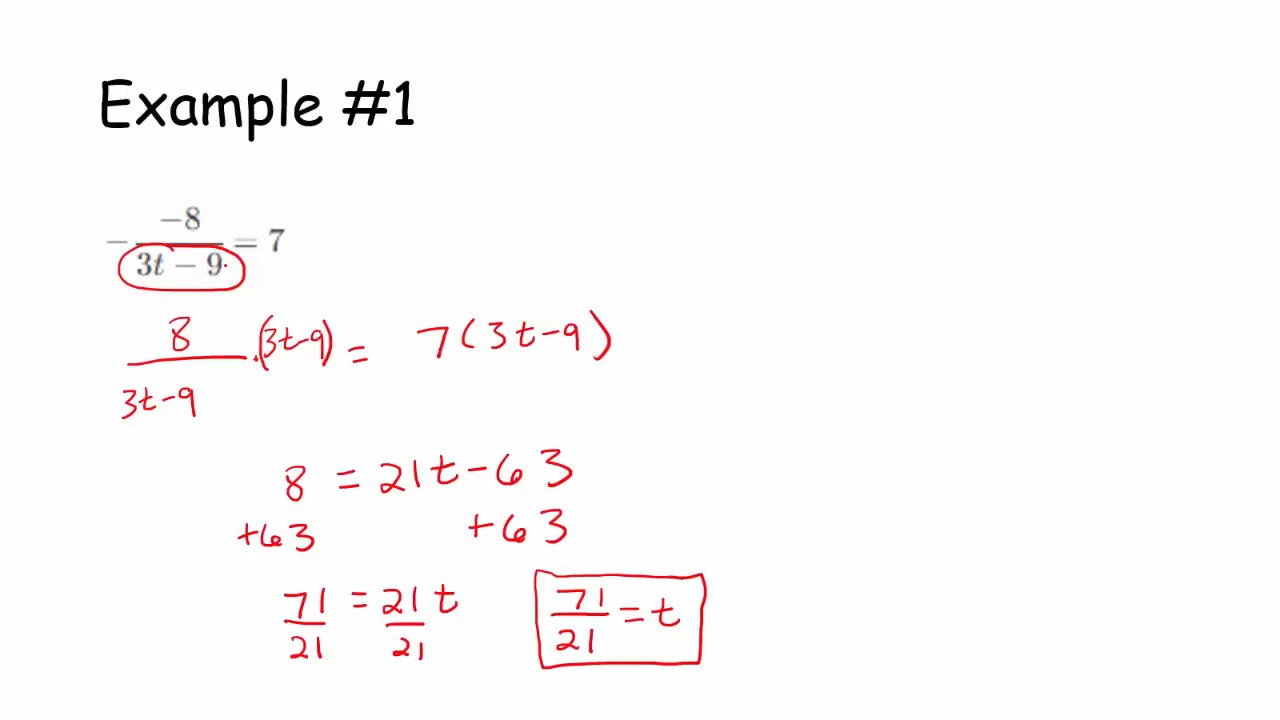 Example #1
- -8/(3t - 9) = 7
8/(3t-9) · (3t-9) = 7(3t-9)
8 = 21t-63
+63 +63
71/21 = 21t/21
71/21 = t